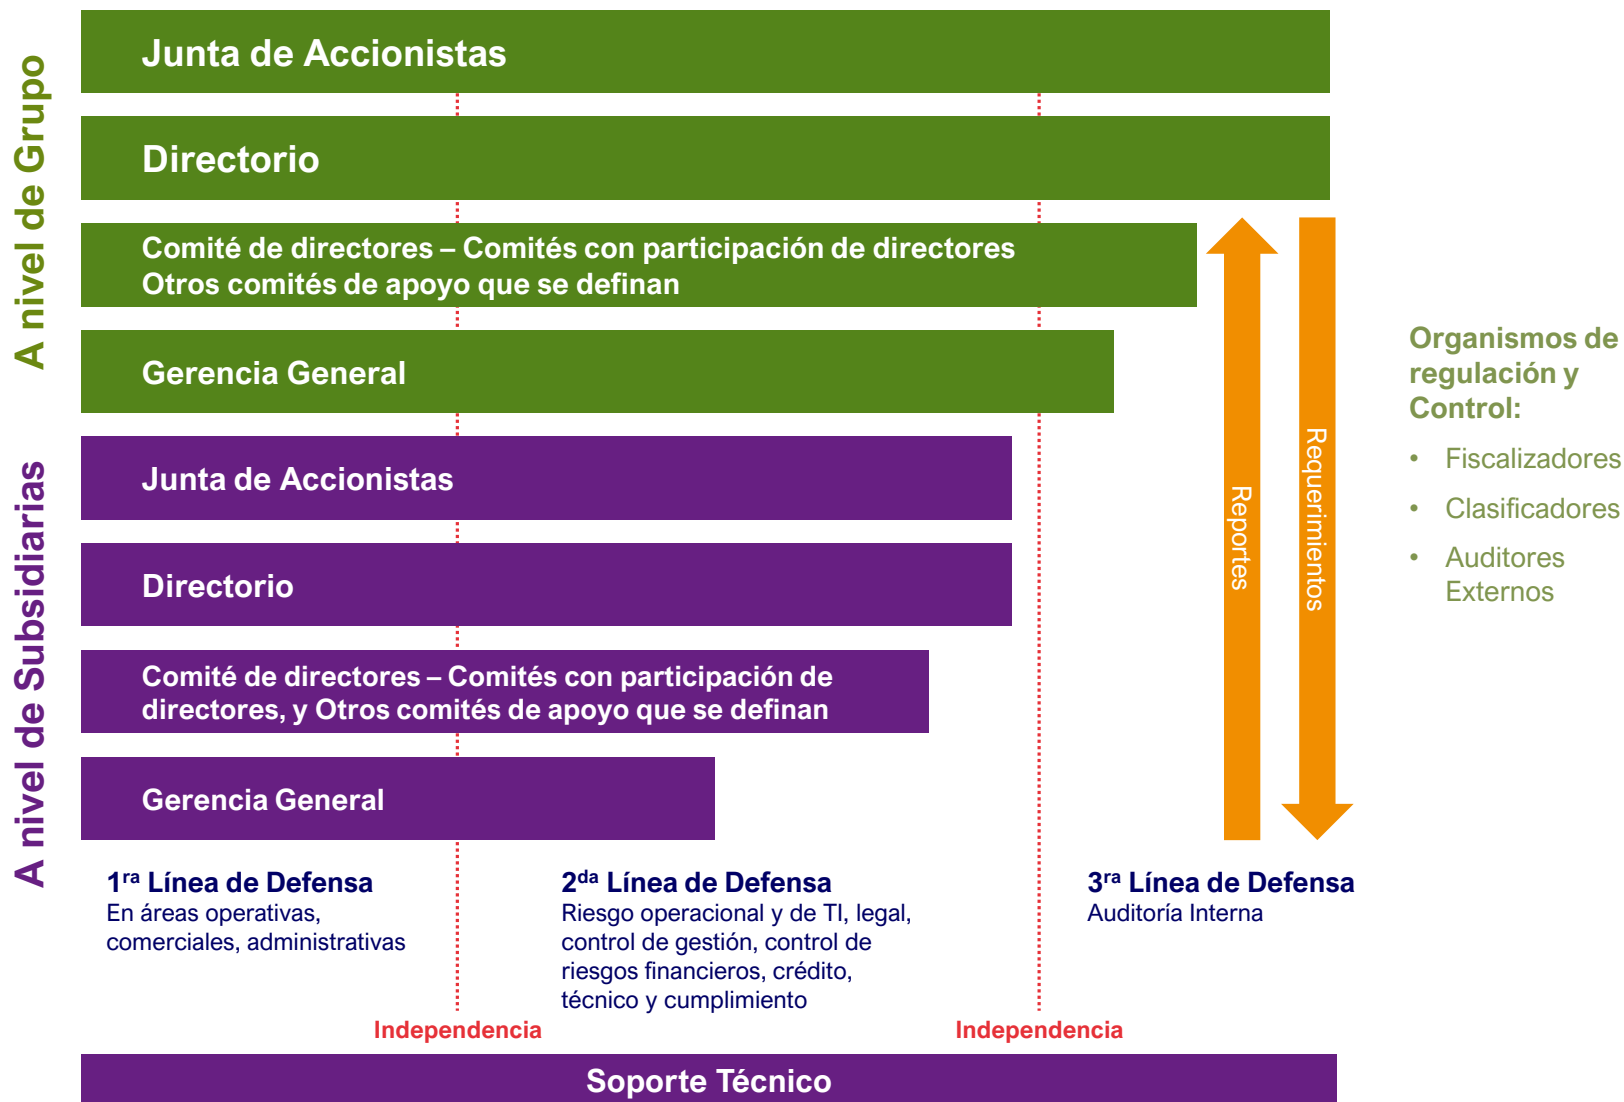 A nivel de Grupo
Junta de Accionistas
Directorio
Comité de directores – Comités con participación de directores
Otros comités de apoyo que se definan
Gerencia General
A nivel de Subsidiarias
Junta de Accionistas
Directorio
Comité de directores – Comités con participación de
directores, y Otros comités de apoyo que se definan
Gerencia General
Reportes
Requerimientos
Organismos de
regulación y
Control:
• Fiscalizadores
• Clasificadores
• Auditores
Externos
1ra Línea de Defensa
En áreas operativas,
comerciales, administrativas
2da Línea de Defensa
Riesgo operacional y de TI, legal,
control de gestión, control de
riesgos financieros, crédito,
técnico y cumplimiento
3ra Línea de Defensa
Auditoría Interna
Independencia
Independencia
Soporte Técnico